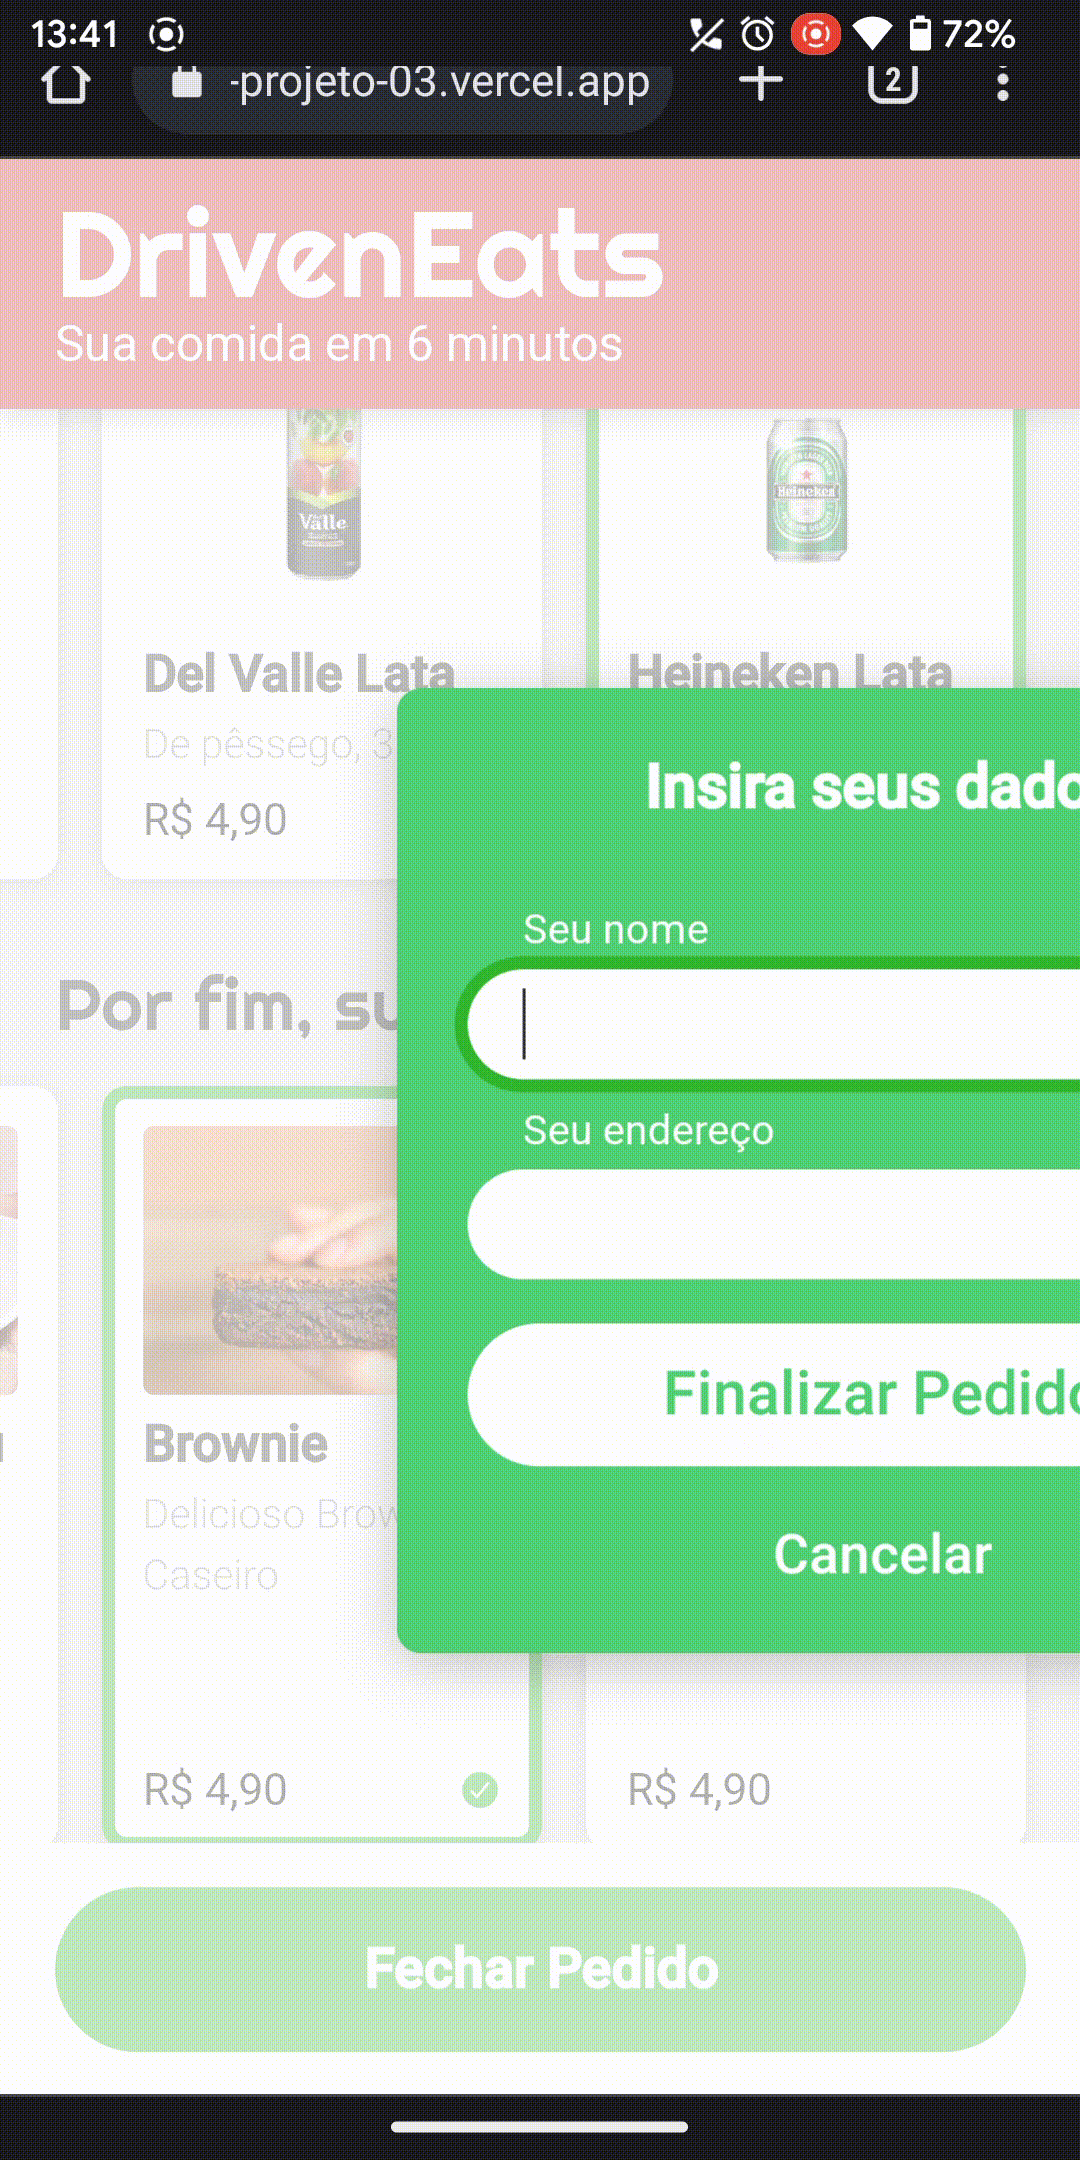 13:41
72%
-projeto-03.vercel.app
2
DrivenEats
Sua comida em 6 minutos
Valle
Heineken
Del Valle Lata
Heineken Lata
De pêssego, 3
R$ 4,90
Insira seus dado
Seu nome
Por fim, su
Seu endereço
Finalizar Pedido
Brownie
Delicioso Brow
Caseiro
Cancelar
R$ 4,90
R$ 4,90
Fechar Pedido